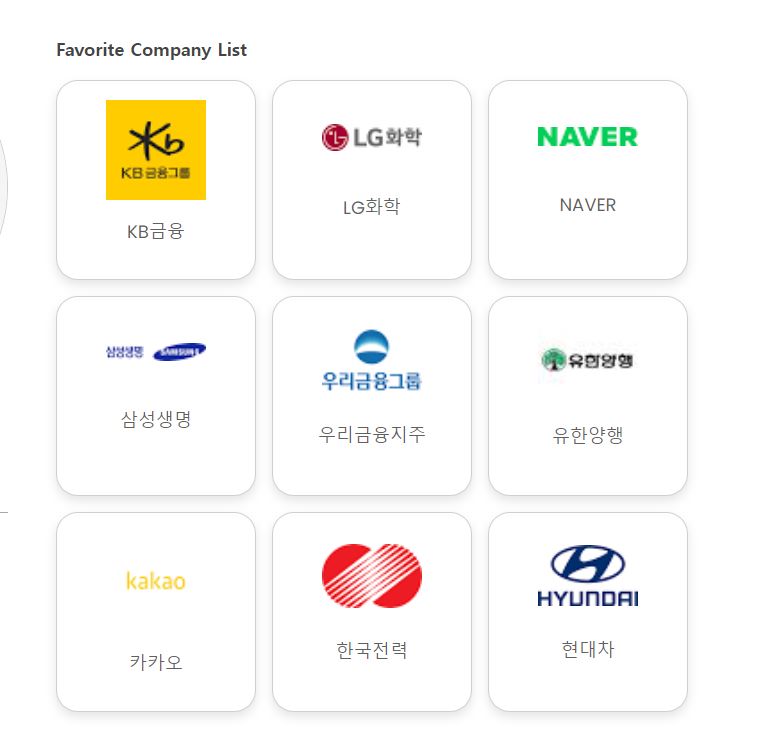 Favorite Company List
KB금융그룹
KB금융
LG화학
LG화학
NAVER
NAVER
삼성생명 SAMSUNG
삼성생명
우리금융그룹
우리금융지주
유한양행
유한양행
kakao
카카오
한국전력
HYUNDAI
현대차